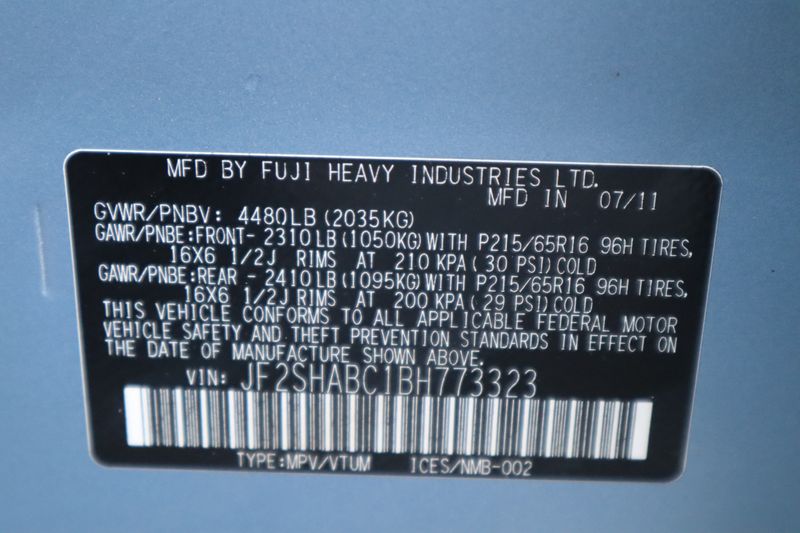 MFD BY FUJI HEAVY INDUSTRIES LTD.
MFD IN 07/11
GVWR/PNBV: 4480LB (2035KG)
GAWR/PNBE:FRONT- 2310LB (1050KG) WITH P215/65R16 96H TIRES,
16X6 1/2J RIMS AT 210 KPA (30 PSI) COLD
GAWR/PNBE:REAR - 2410LB (1095KG) WITH P215/65R16 96H TIRES,
16X6 1/2J RIMS AT 200 KPA (29 PSI) COLD
THIS VEHICLE CONFORMS TO ALL APPLICABLE FEDERAL MOTOR
VEHICLE SAFETY AND THEFT PREVENTION STANDARDS IN EFFECT ON
THE DATE OF MANUFACTURE SHOWN ABOVE.
VIN: JF2SHABC1BH773323
TYPE:MPV/VTUM ICES/NMB-002